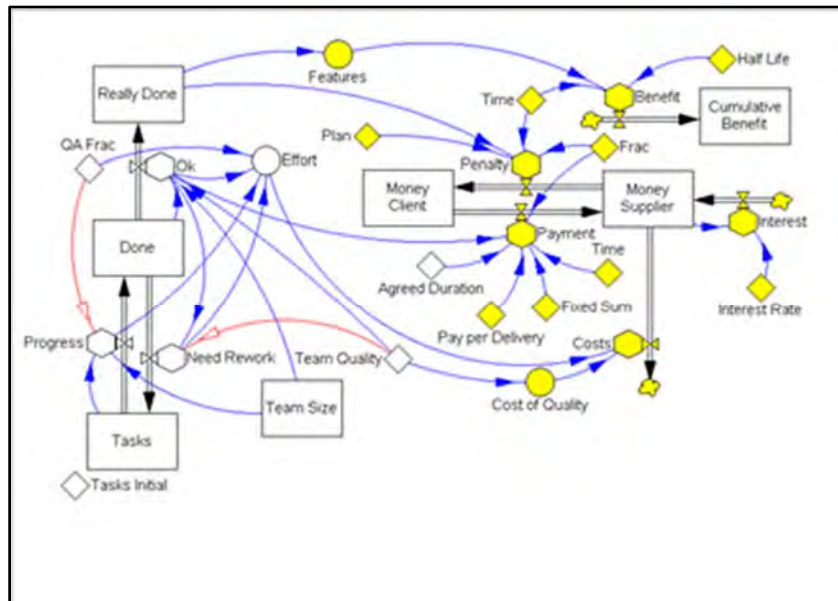 Half Life
Features
Really Done
Time
Benefit
Cumulative
Benefit
Plan
QA Frac
Ok
Effort
Penalty
Frac
Money
Client
Money
Supplier
Done
Payment
Interest
Agreed Duration
Time
Fixed Sum
Interest Rate
Pay per Delivery
Progress
Need Rework
Team Quality
Costs
Team Size
Cost of Quality
Tasks
Tasks Initial